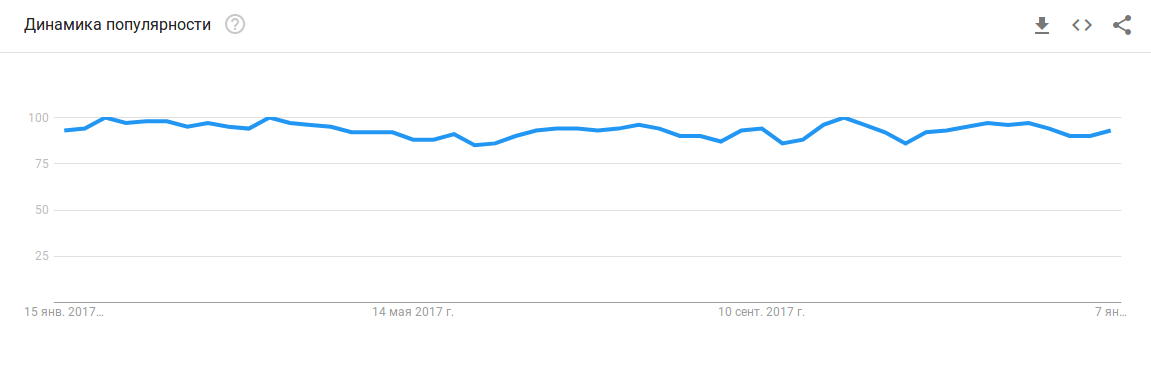 Динамика популярности ?
100
75
50
25
15 янв. 2017…
14 мая 2017 г.
10 сент. 2017 г.
7 ян…